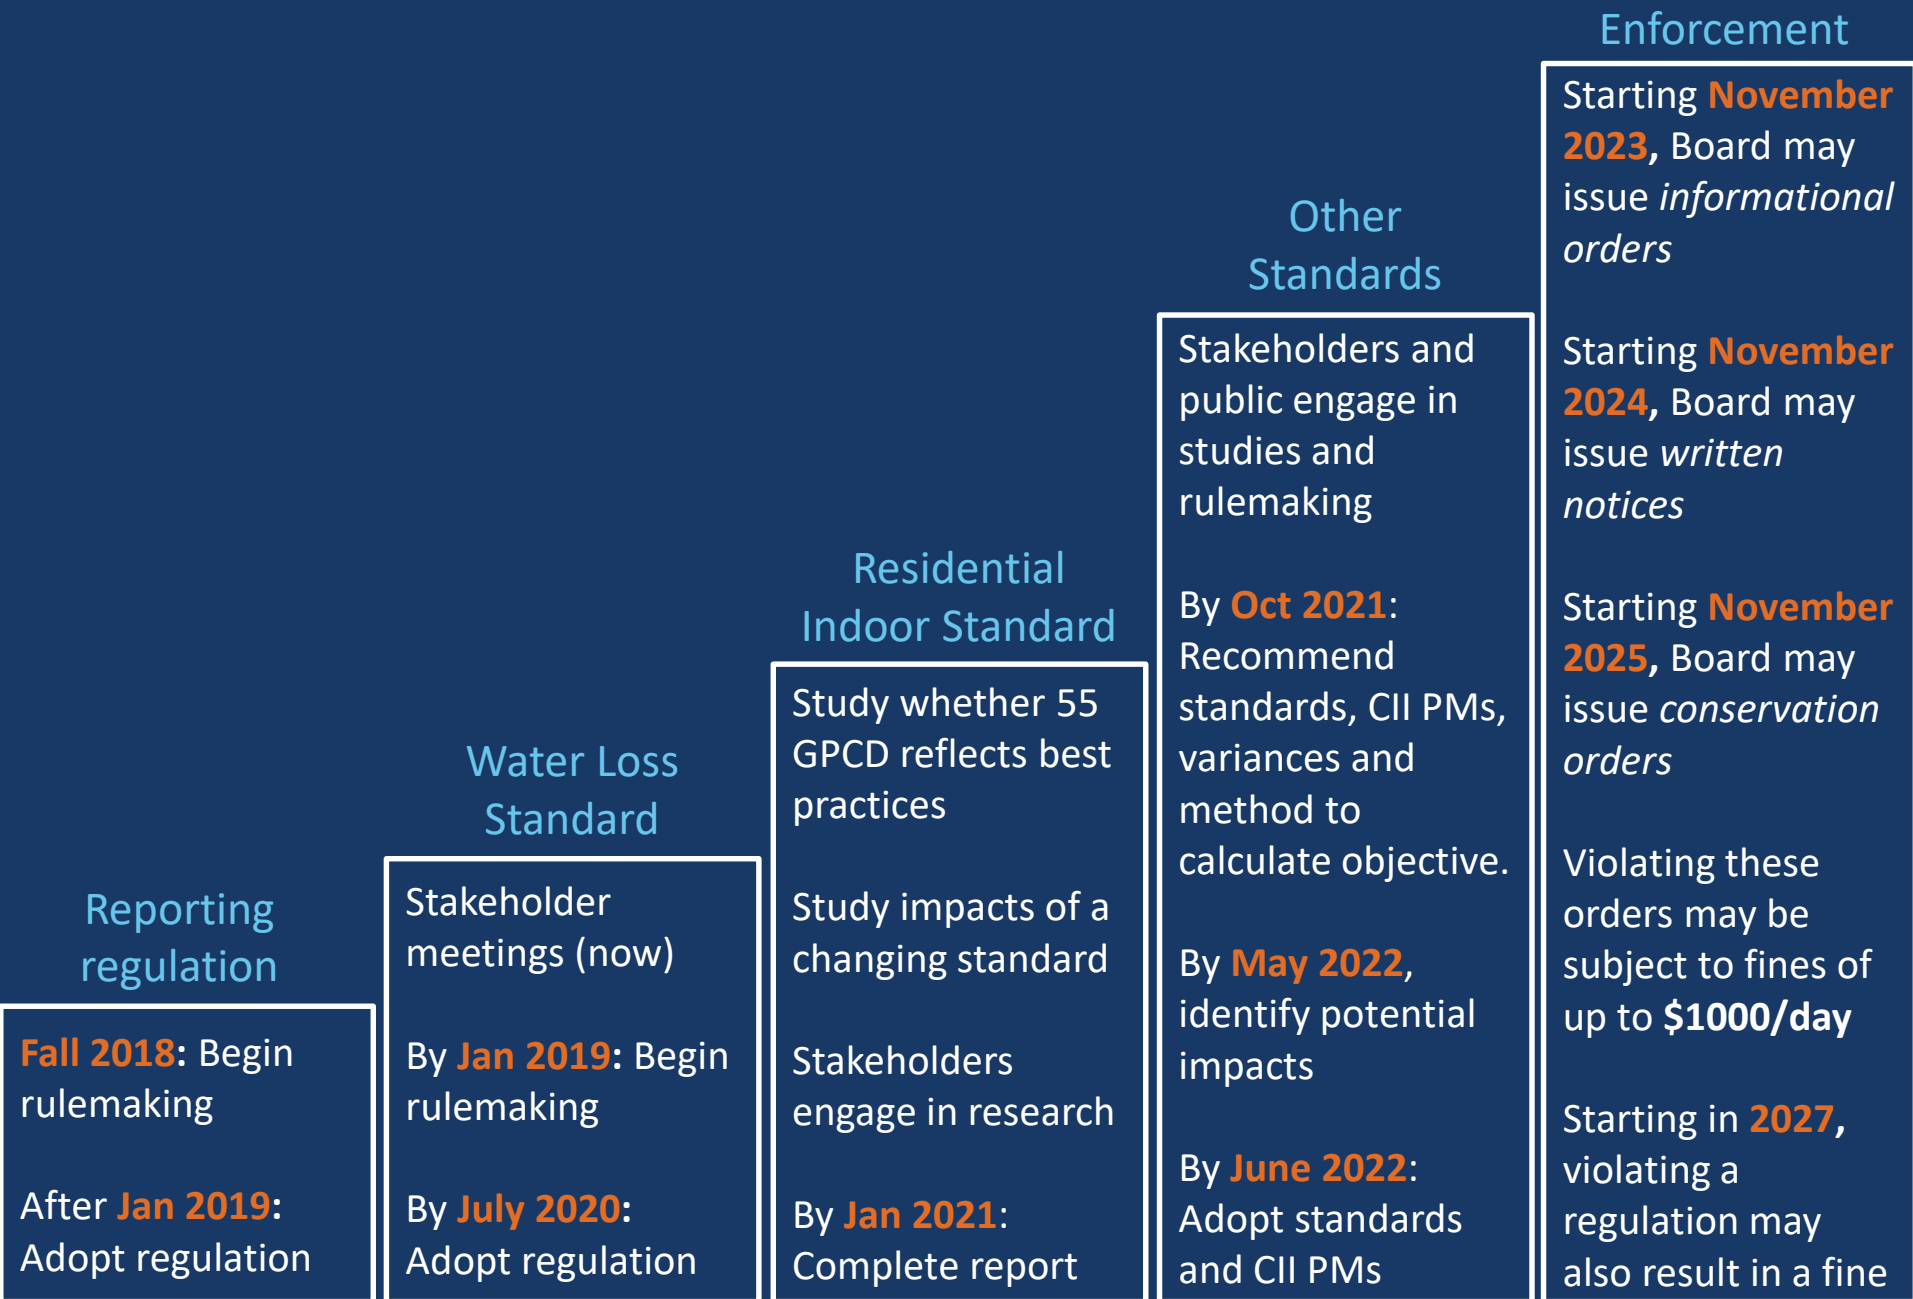 Reporting
regulation
Fall 2018: Begin
rulemaking
After Jan 2019:
Adopt regulation
Water Loss
Standard
Stakeholder
meetings (now)
By Jan 2019: Begin
rulemaking
By July 2020:
Adopt regulation
Residential
Indoor Standard
Study whether 55
GPCD reflects best
practices
Study impacts of a
changing standard
Stakeholders
engage in research
By Jan 2021:
Complete report
Other
Standards
Stakeholders and
public engage in
studies and
rulemaking
By Oct 2021:
Recommend
standards, CII PMs,
variances and
method to
calculate objective.
By May 2022,
identify potential
impacts
By June 2022:
Adopt standards
and CII PMs
Enforcement
Starting November
2023, Board may
issue informational
orders
Starting November
2024, Board may
issue written
notices
Starting November
2025, Board may
issue conservation
orders
Violating these
orders may be
subject to fines of
up to $1000/day
Starting in 2027,
violating a
regulation may
also result in a fine